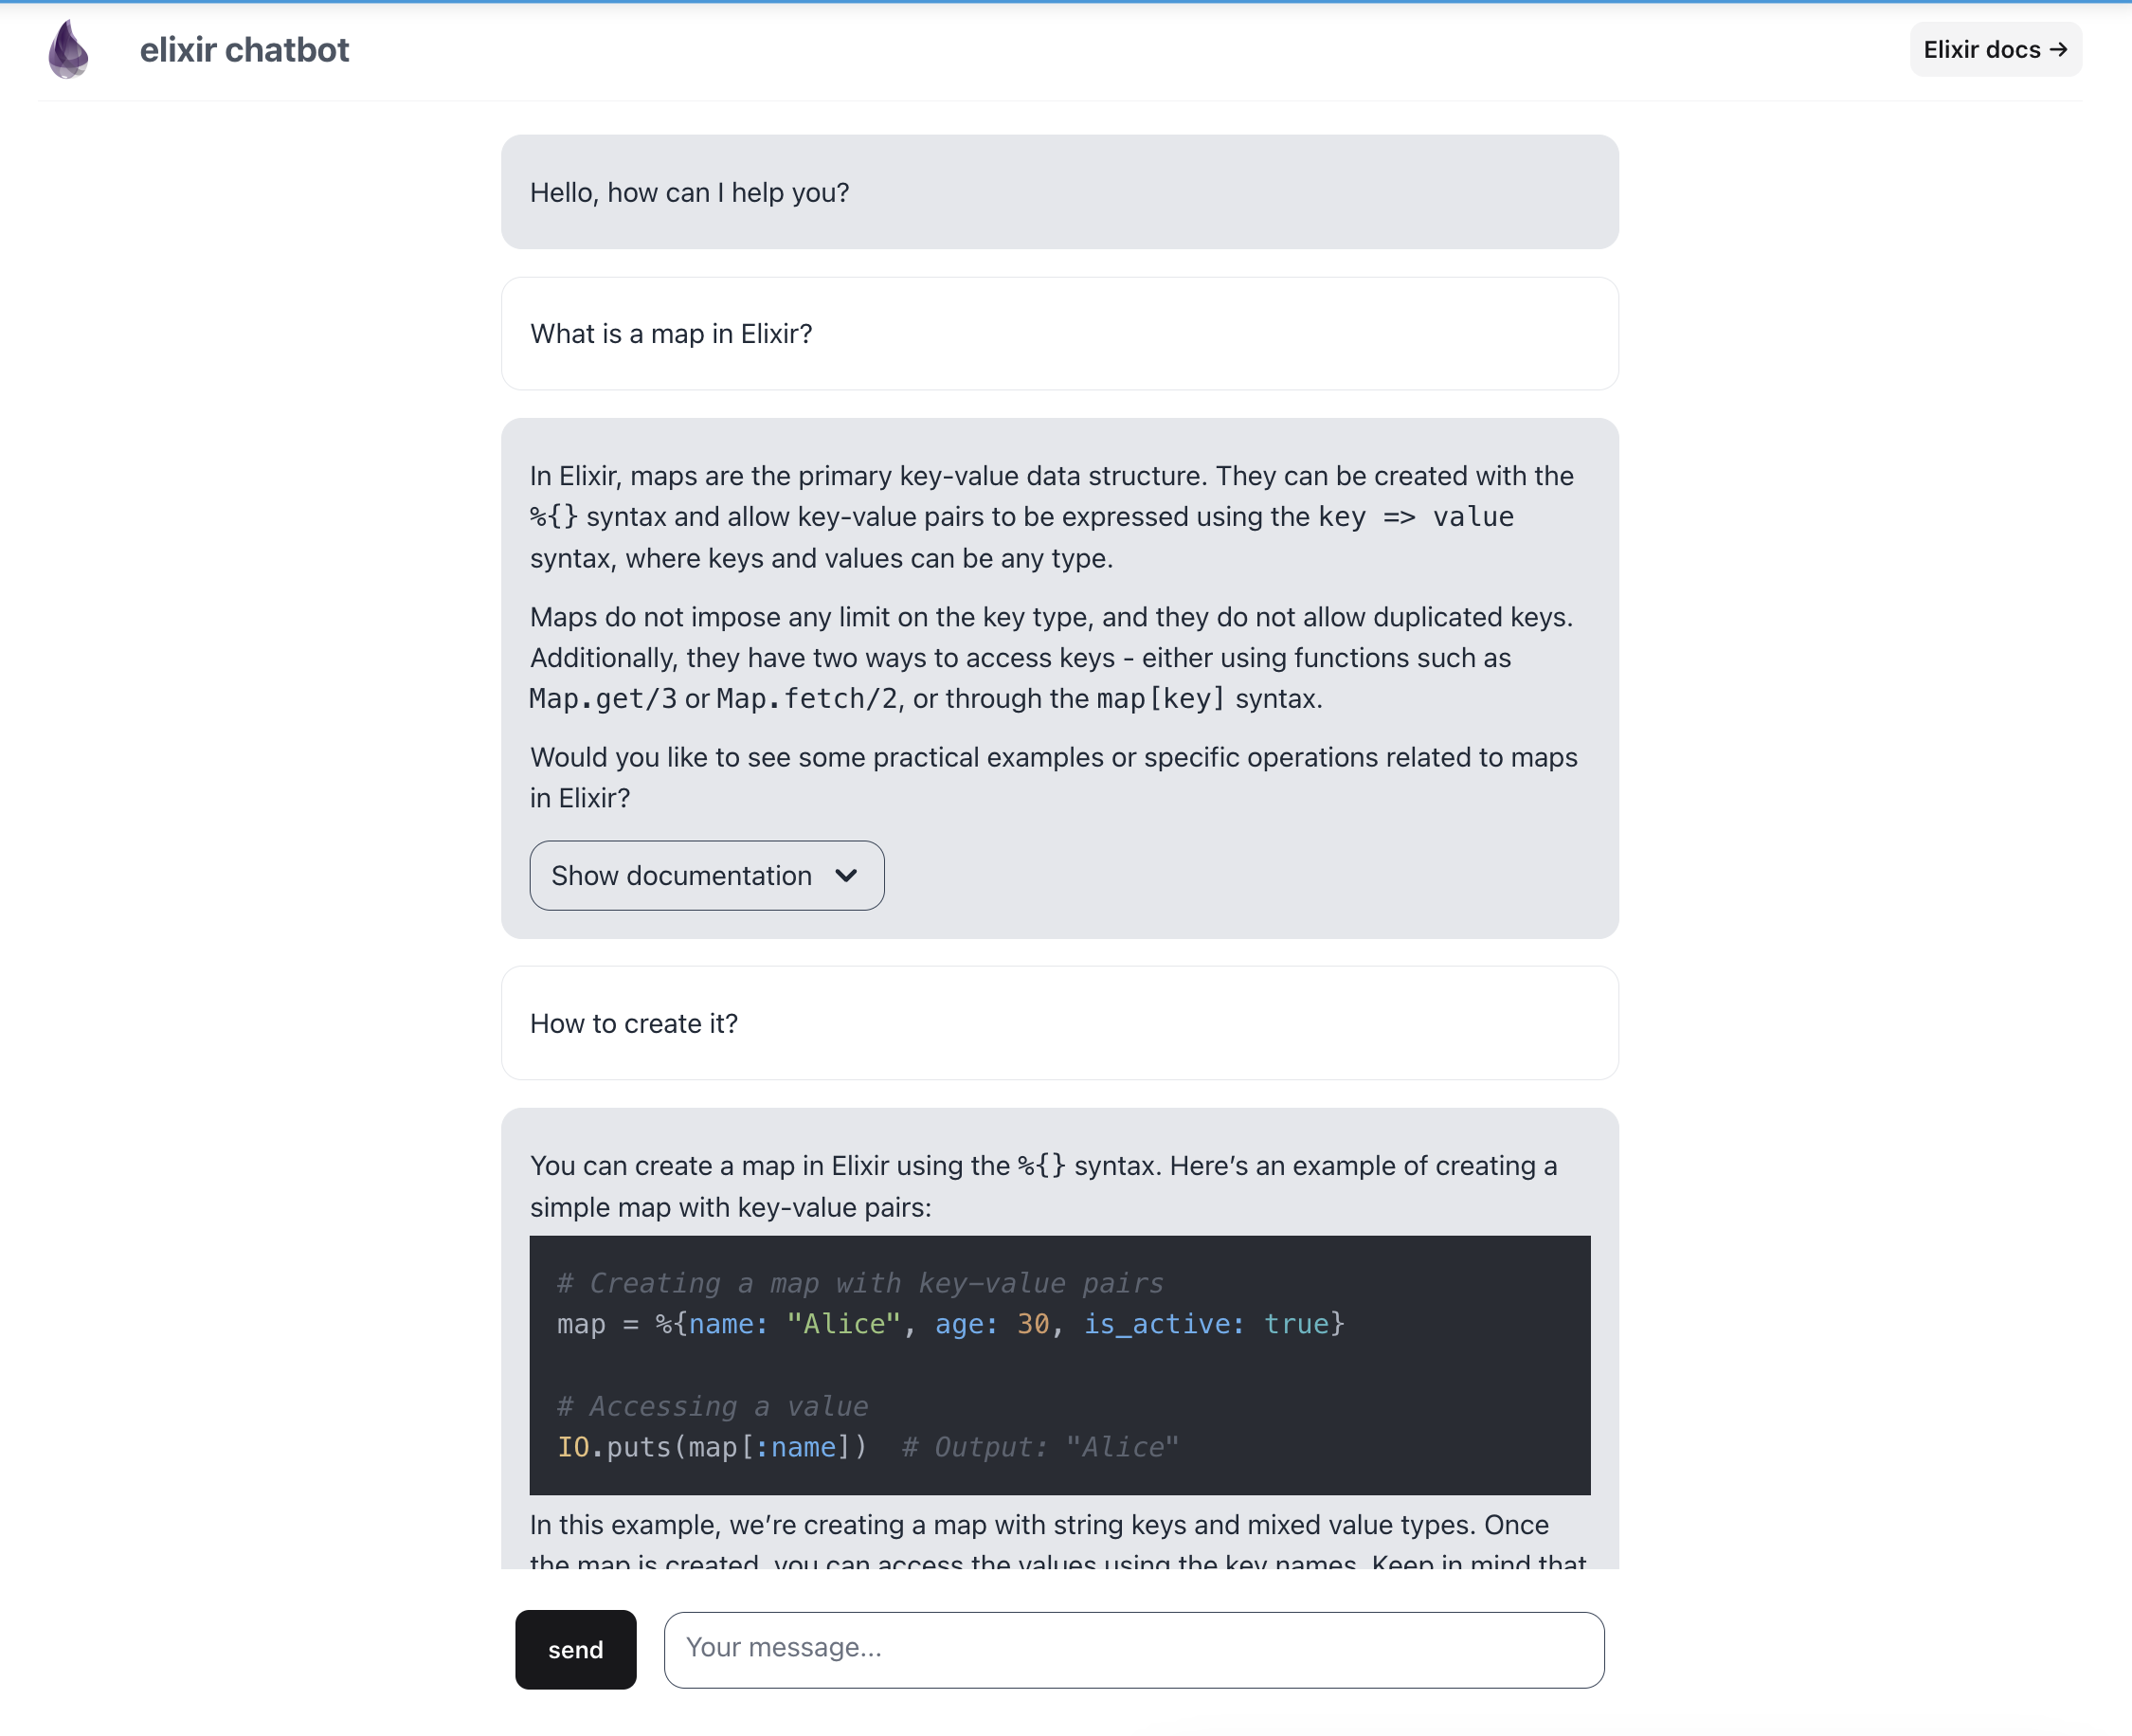 elixir chatbot
Elixir docs →
Hello, how can I help you?
What is a map in Elixir?
In Elixir, maps are the primary key-value data structure. They can be created with the
%{} syntax and allow key-value pairs to be expressed using the key => value
syntax, where keys and values can be any type.
Maps do not impose any limit on the key type, and they do not allow duplicated keys.
Additionally, they have two ways to access keys - either using functions such as
Map.get/3 or Map.fetch/2, or through the map[key] syntax.
Would you like to see some practical examples or specific operations related to maps
in Elixir?
Show documentation
How to create it?
You can create a map in Elixir using the %{} syntax. Here’s an example of creating a
simple map with key-value pairs:
# Creating a map with key-value pairs
map = %{name: "Alice", age: 30, is_active: true}
# Accessing a value
IO.puts(map[:name])  # Output: "Alice"
In this example, we’re creating a map with string keys and mixed value types. Once
the map is created, you can access the values using the key names. Keep in mind that
send
Your message...